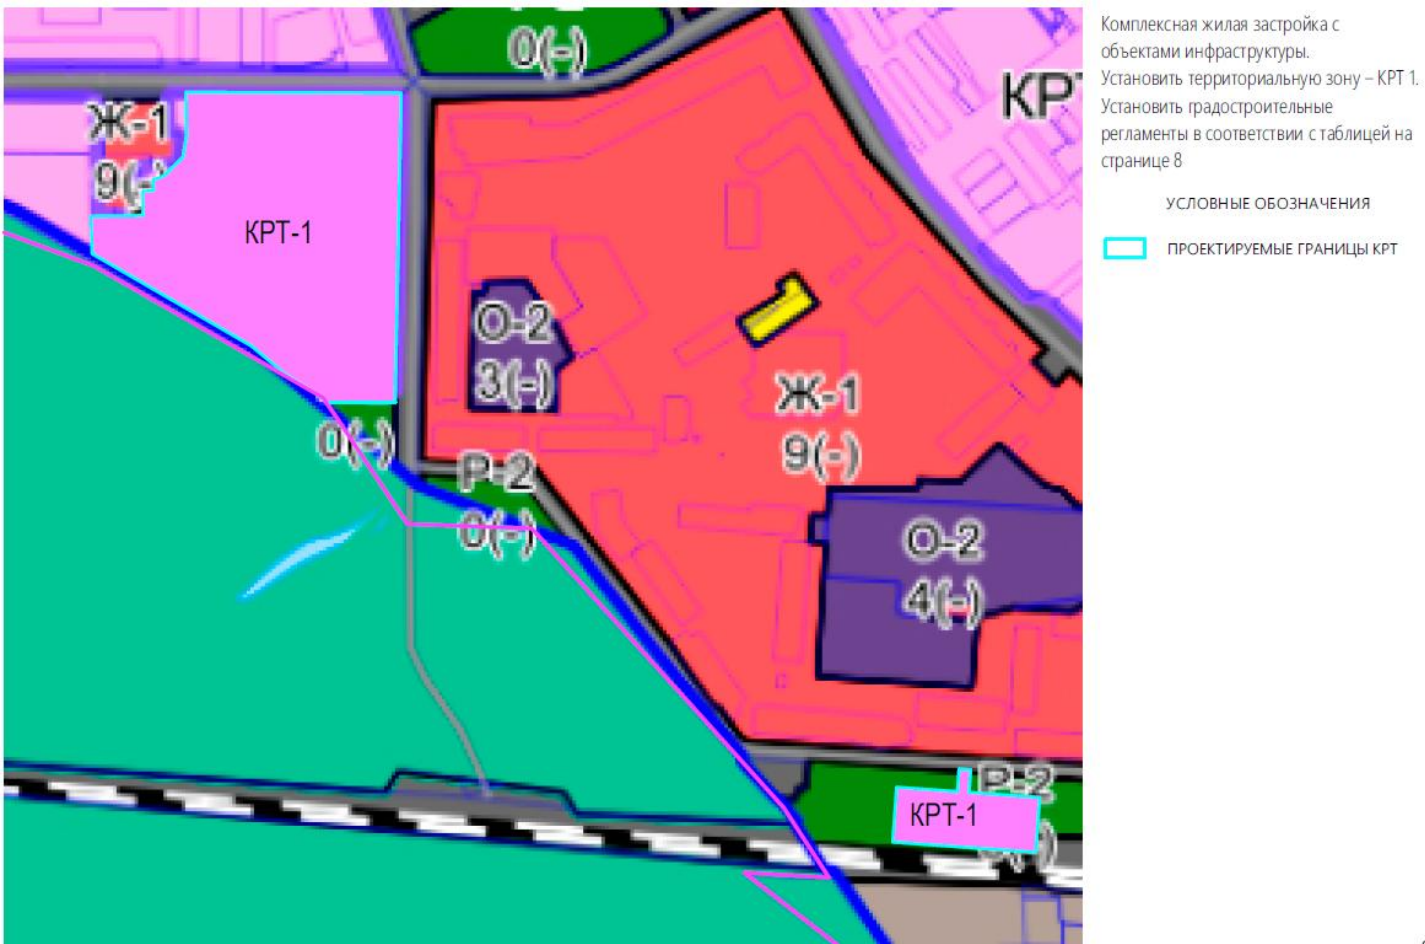 0(-)
Ж-1
9(-)
КРТ-1
О-2
3(-)
0(-)
Р-2
0(-)
Ж-1
9(-)
О-2
4(-)
Р-2
КРТ-1
Комплексная жилая застройка с
объектами инфраструктуры.
Установить территориальную зону – КРТ 1.
Установить градостроительные
регламенты в соответствии с таблицей на
странице 8
УСЛОВНЫЕ ОБОЗНАЧЕНИЯ
ПРОЕКТИРУЕМЫЕ ГРАНИЦЫ КРТ